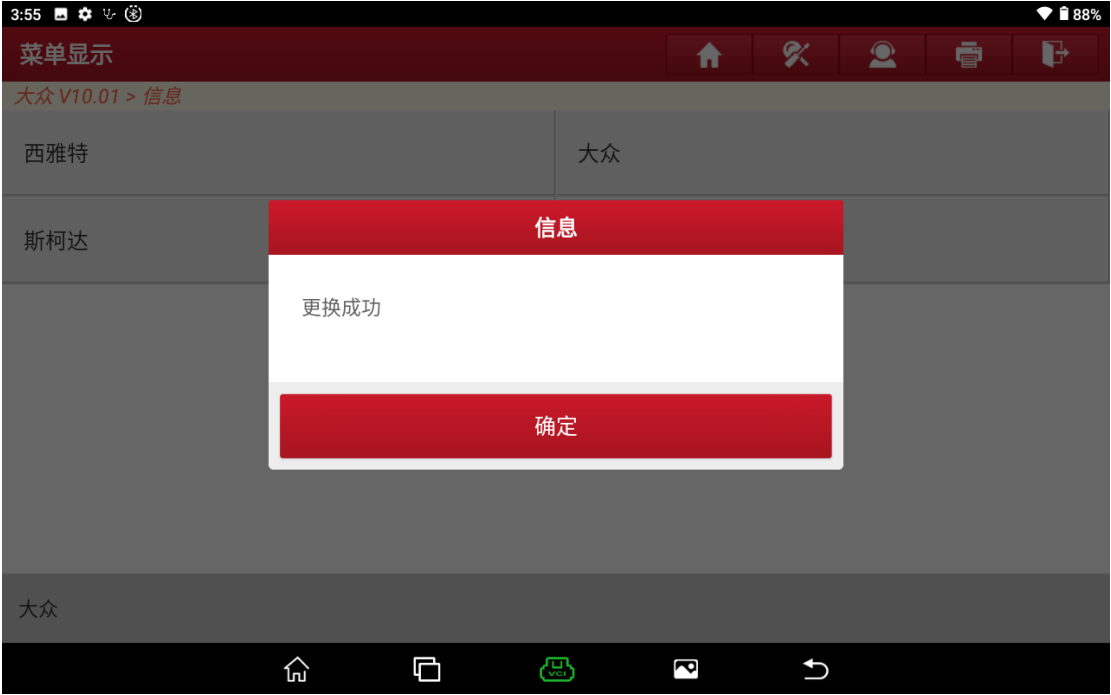 3:55
88%
菜单显示
大众 V10.01 > 信息
西雅特
大众
斯柯达
信息
更换成功
确定
大众
VCI